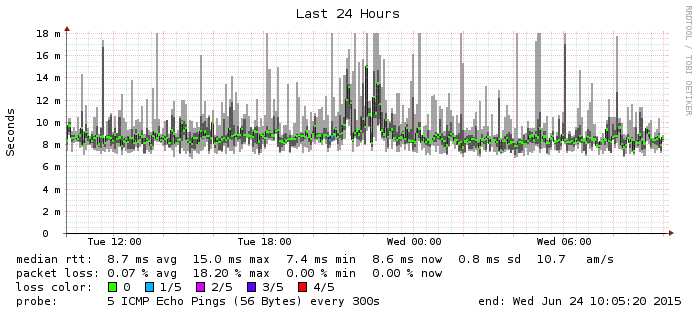 Last 24 Hours
RRDTOOL / TOBI OETIKER
Seconds
18 m
16 m
14 m
12 m
10 m
8 m
6 m
4 m
2 m
0
Tue 12:00 Tue 18:00 Wed 00:00 Wed 06:00
median rtt: 8.7 ms avg 15.0 ms max 7.4 ms min 8.6 ms now 0.8 ms sd 10.7 am/s
packet loss: 0.07 % avg 18.20 % max 0.00 % min 0.00 % now
loss color: 0 1/5 2/5 3/5 4/5
probe: 5 ICMP Echo Pings (56 Bytes) every 300s end: Wed Jun 24 10:05:20 2015